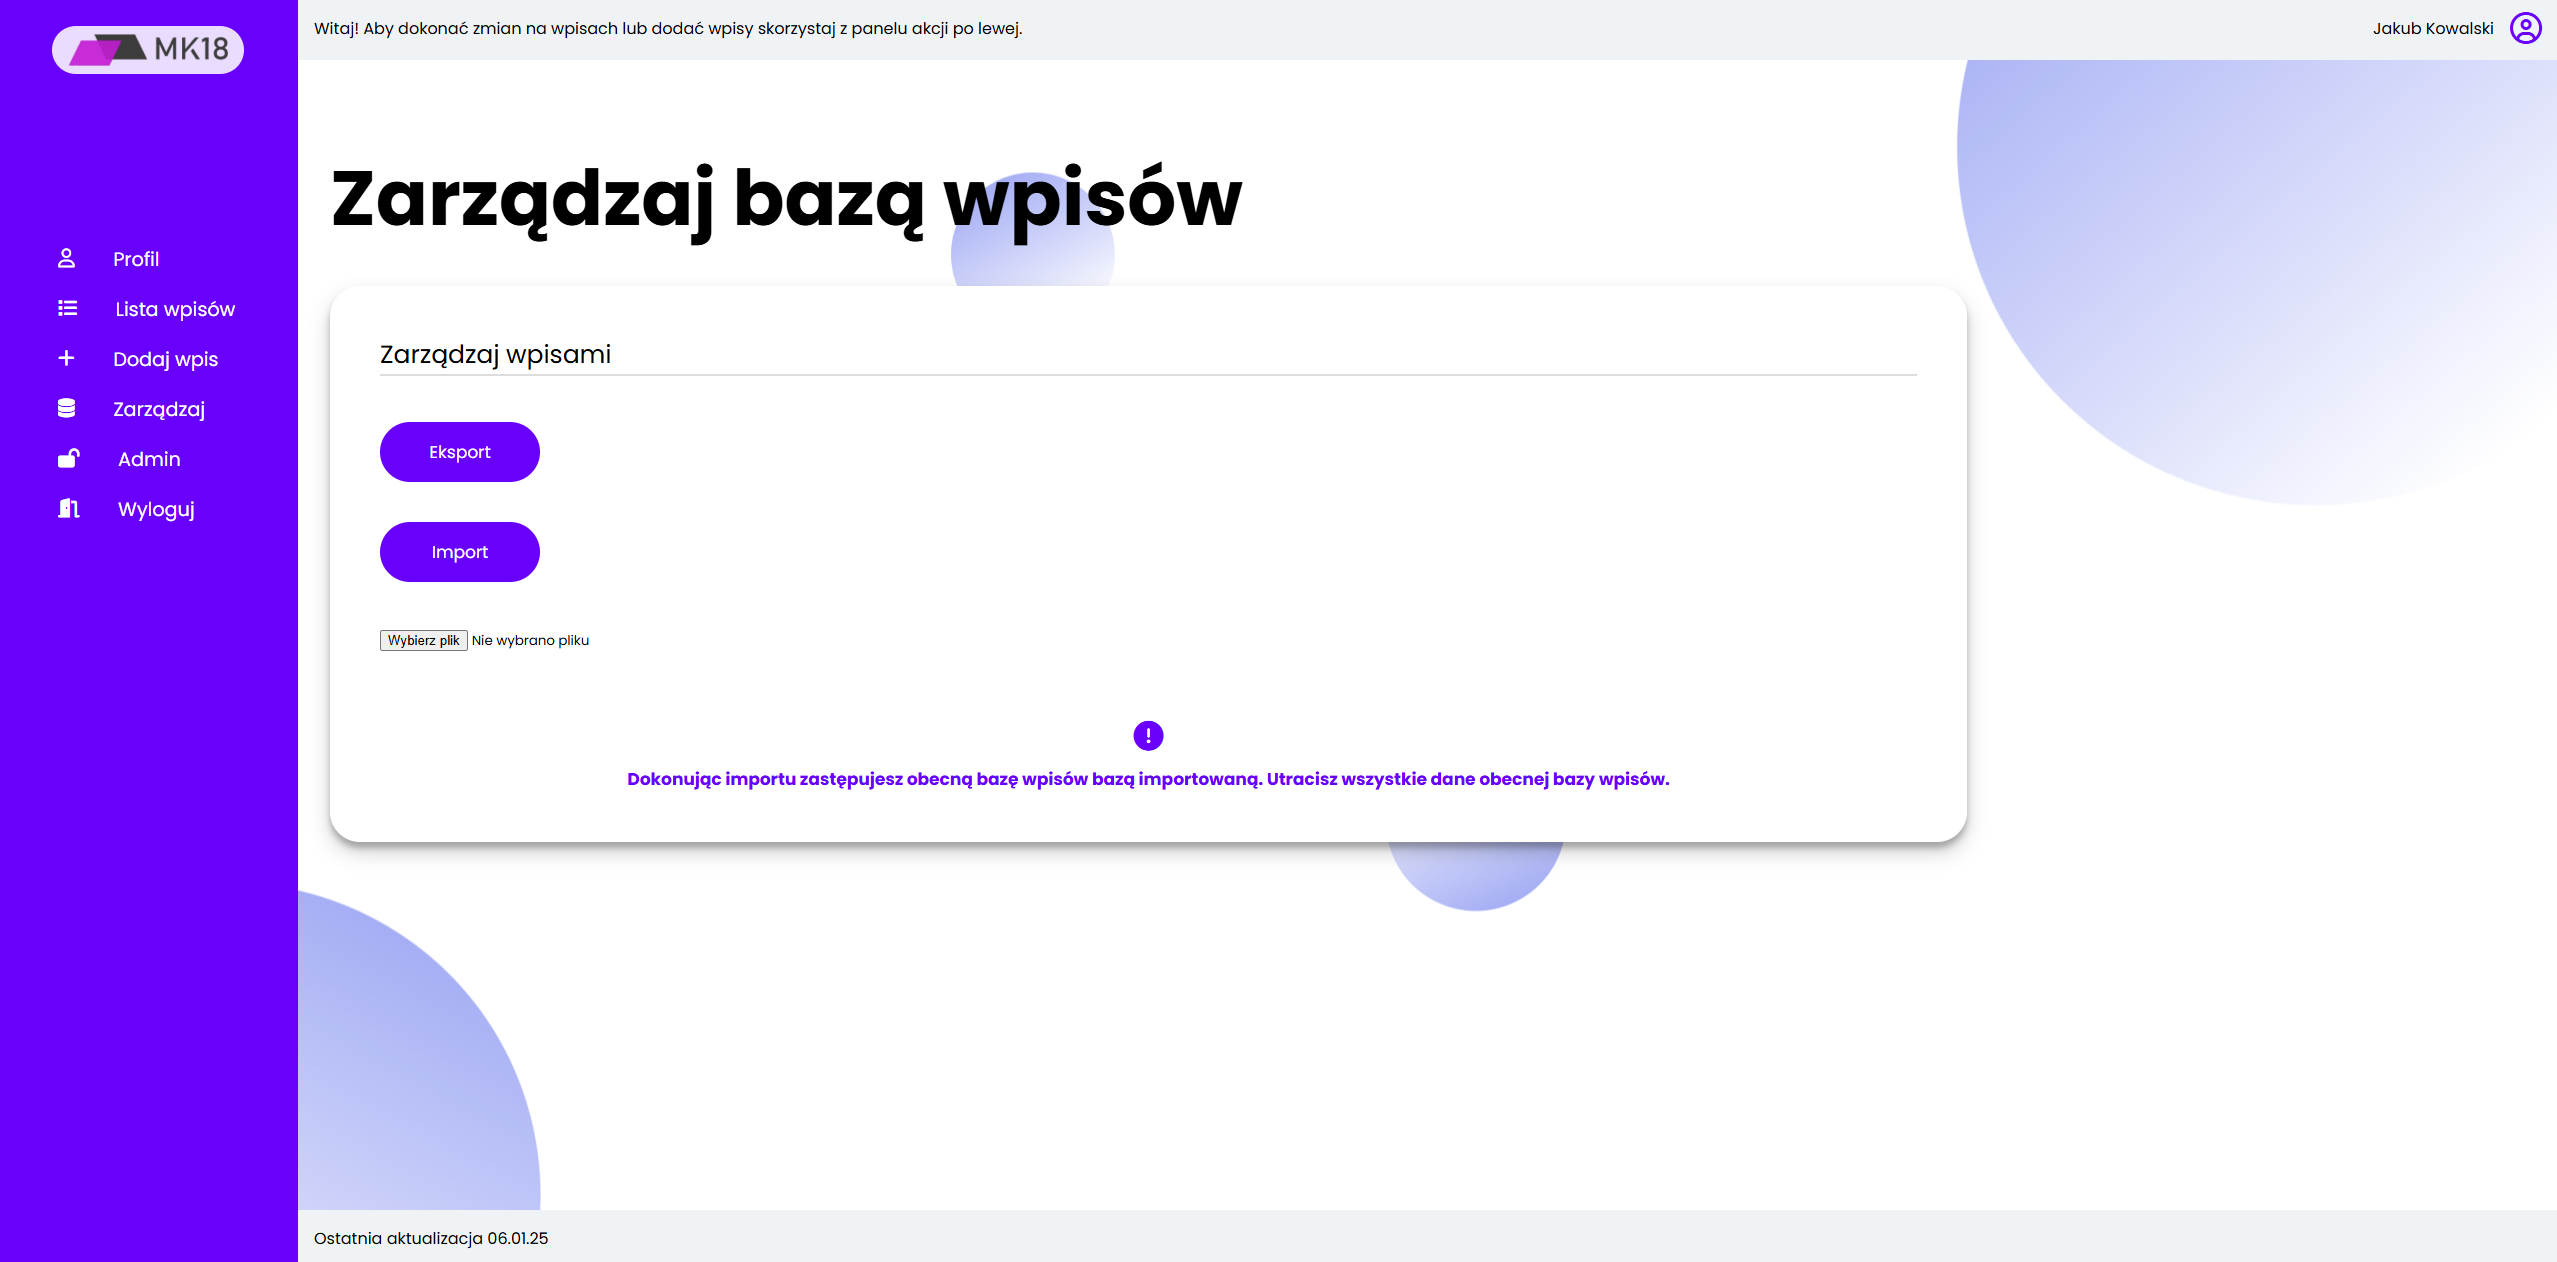 MK18
Witaj! Aby dokonać zmian na wpisach lub dodać wpisy skorzystaj z panelu akcji po lewej.
Jakub Kowalski
Profil
Lista wpisów
Dodaj wpis
Zarządzaj
Admin
Wyloguj
Zarządzaj bazą wpisów
Zarządzaj wpisami
Eksport
Import
Wybierz plik Nie wybrano pliku
Dokonując importu zastępujesz obecną bazę wpisów bazą importowaną. Utracisz wszystkie dane obecnej bazy wpisów.
Ostatnia aktualizacja 06.01.25